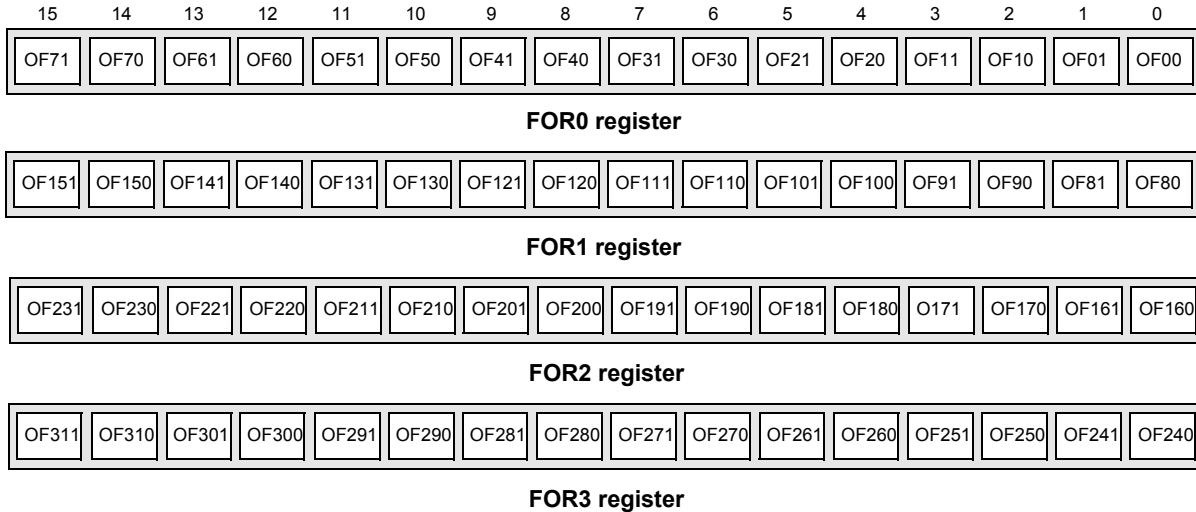 15 14 13 12 11 10 9 8 7 6 5 4 3 2 1 0
OF71 OF70 OF61 OF60 OF51 OF50 OF41 OF40 OF31 OF30 OF21 OF20 OF11 OF10 OF01 OF00
FOR0 register
OF151 OF150 OF141 OF140 OF131 OF130 OF121 OF120 OF111 OF110 OF101 OF100 OF91 OF90 OF81 OF80
FOR1 register
OF231 OF230 OF221 OF220 OF211 OF210 OF201 OF200 OF191 OF190 OF181 OF180 O171 OF170 OF161 OF160
FOR2 register
OF311 OF310 OF301 OF300 OF291 OF290 OF281 OF280 OF271 OF270 OF261 OF260 OF251 OF250 OF241 OF240
FOR3 register